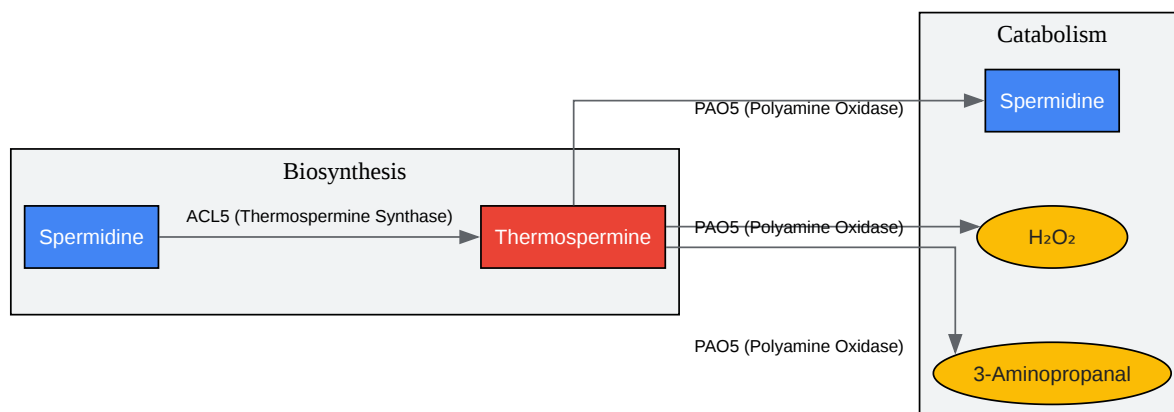 Catabolism
Spermidine
PAO5 (Polyamine Oxidase)
Biosynthesis
ACL5 (Thermospermine Synthase)
Spermidine
Thermospermine
PAO5 (Polyamine Oxidase)
H₂O₂
PAO5 (Polyamine Oxidase)
3-Aminopropanal